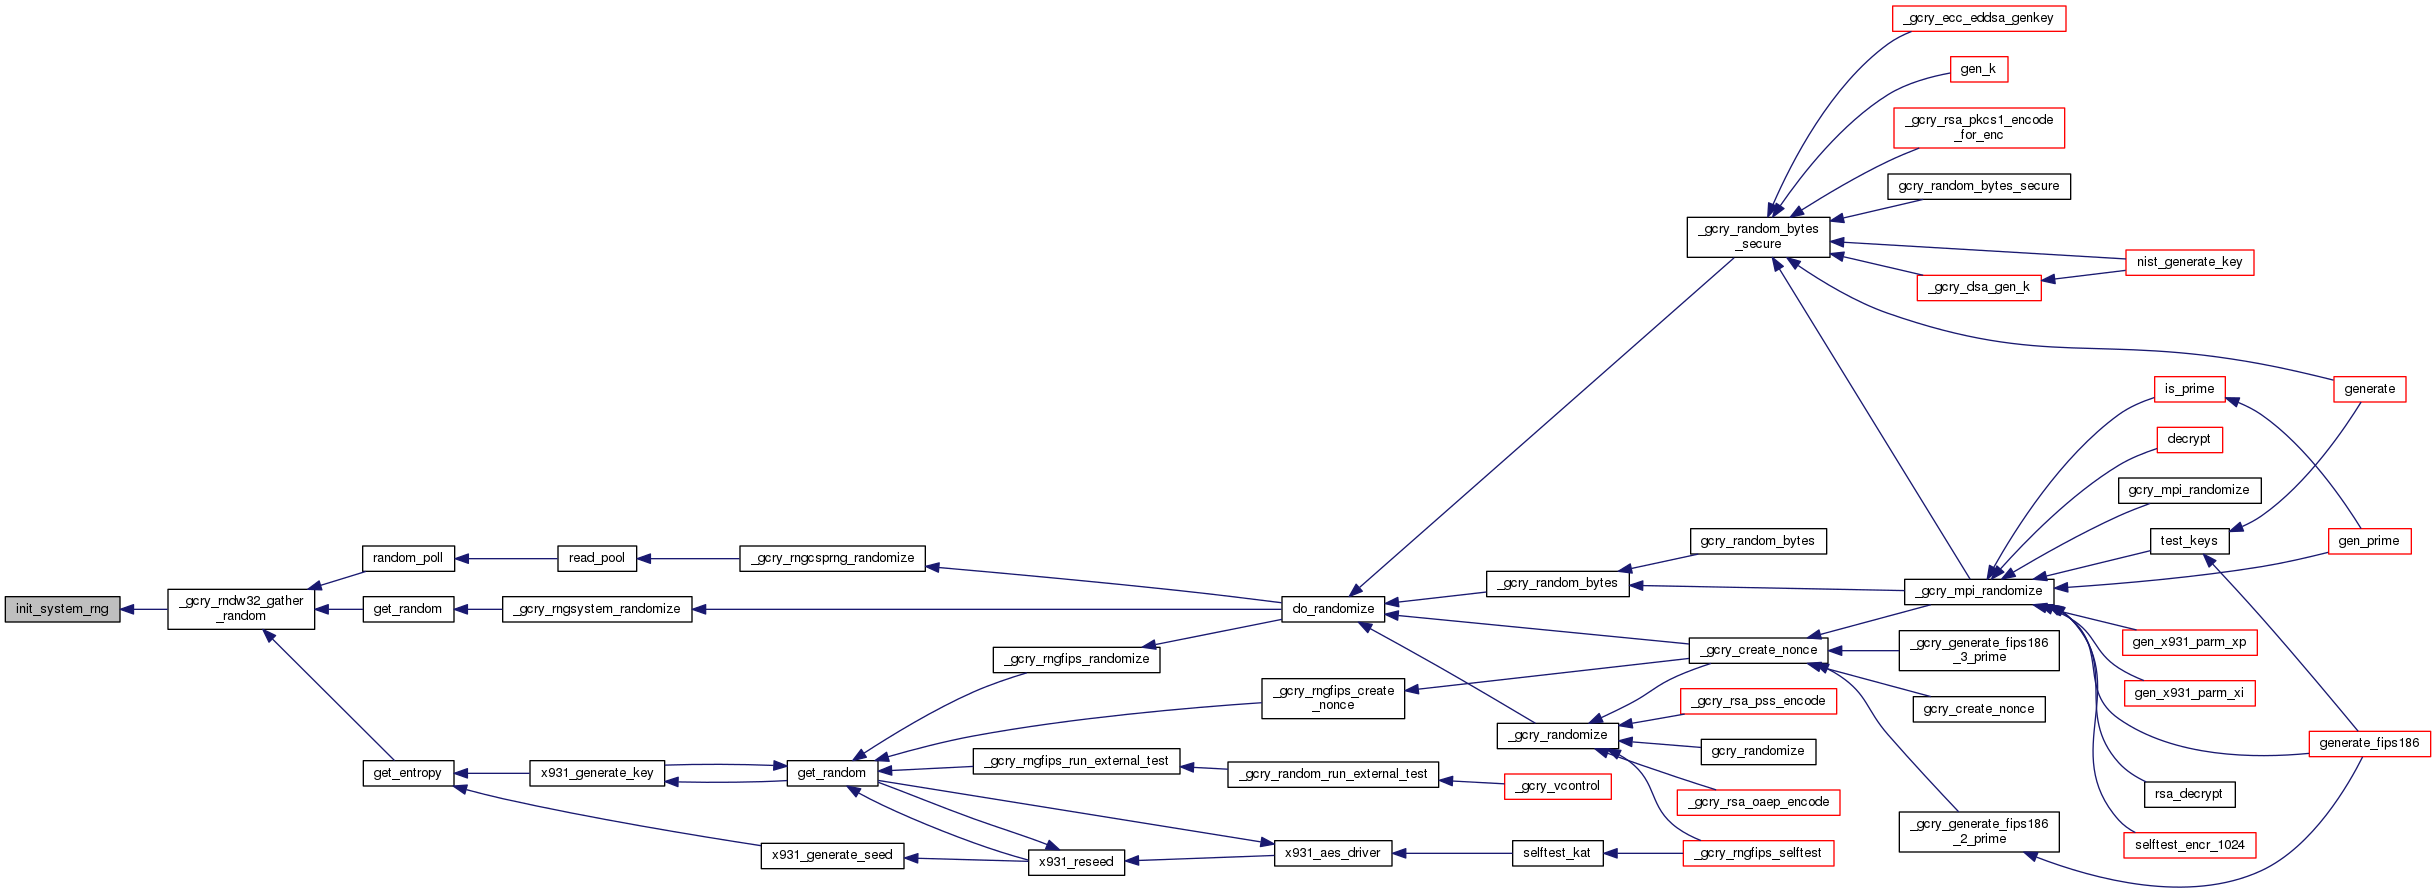 _gcry_ecc_eddsa_genkey
gen_k
_gcry_rsa_pkcs1_encode
_for_enc
gcry_random_bytes_secure
_gcry_random_bytes
_secure
nist_generate_key
_gcry_dsa_gen_k
is_prime
generate
decrypt
gcry_mpi_randomize
test_keys
gen_prime
gcry_random_bytes
random_poll
read_pool
_gcry_rngcsprng_randomize
_gcry_random_bytes
_gcry_mpi_randomize
init_system_rng
_gcry_rndw32_gather
_random
get_random
_gcry_rngsystem_randomize
do_randomize
_gcry_rngfips_randomize
_gcry_create_nonce
_gcry_generate_fips186
_3_prime
gen_x931_parm_xp
_gcry_rngfips_create
_nonce
_gcry_rsa_pss_encode
gcry_create_nonce
gen_x931_parm_xi
_gcry_randomize
gcry_randomize
generate_fips186
get_entropy
x931_generate_key
get_random
_gcry_rngfips_run_external_test
_gcry_random_run_external_test
_gcry_vcontrol
_gcry_rsa_oaep_encode
rsa_decrypt
_gcry_generate_fips186
_2_prime
x931_generate_seed
x931_reseed
x931_aes_driver
selftest_kat
_gcry_rngfips_selftest
selftest_encr_1024